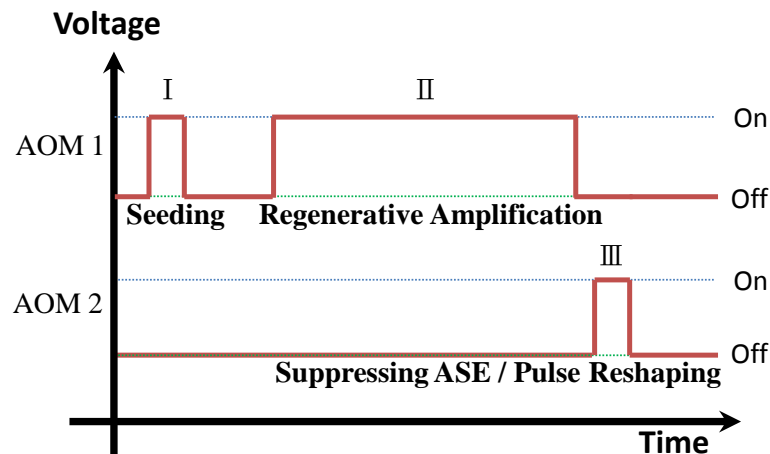 Voltage
Ⅰ Ⅱ
On
AOM 1
Off
Seeding Regenerative Amplification
Ⅲ
On
AOM 2
Off
Suppressing ASE / Pulse Reshaping
Time